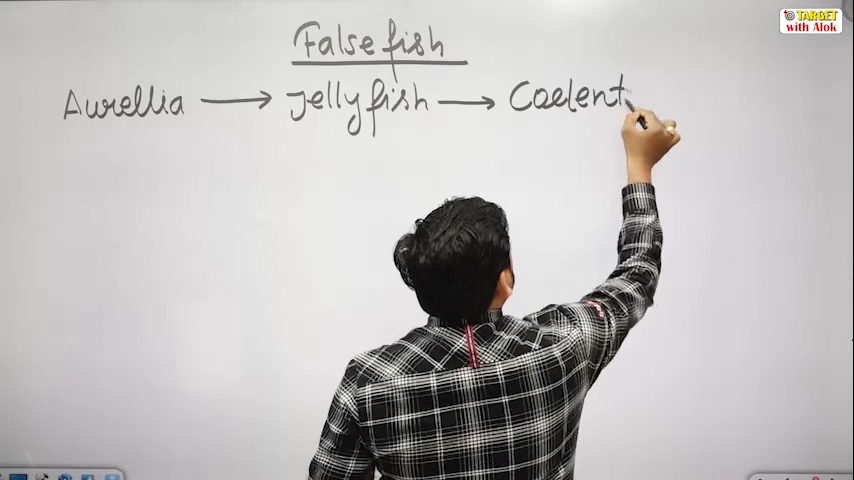 TARGET
with Alok
False fish
Aurellia → Jellyfish → Coelent